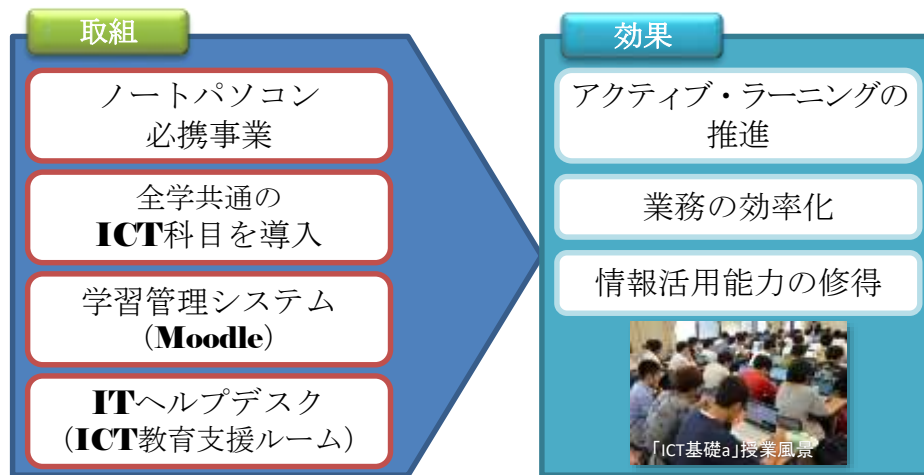 取組
ノートパソコン
必携事業
全学共通の
ICT科目を導入
学習管理システム
(Moodle)
ITヘルプデスク
(ICT教育支援ルーム)
効果
アクティブ・ラーニングの
推進
業務の効率化
情報活用能力の修得
「ICT基礎a」授業風景